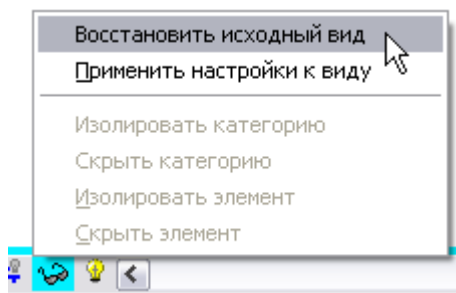 Восстановить исходный вид
Применить настройки к виду
Изолировать категорию
Скрыть категорию
Изолировать элемент
Скрыть элемент